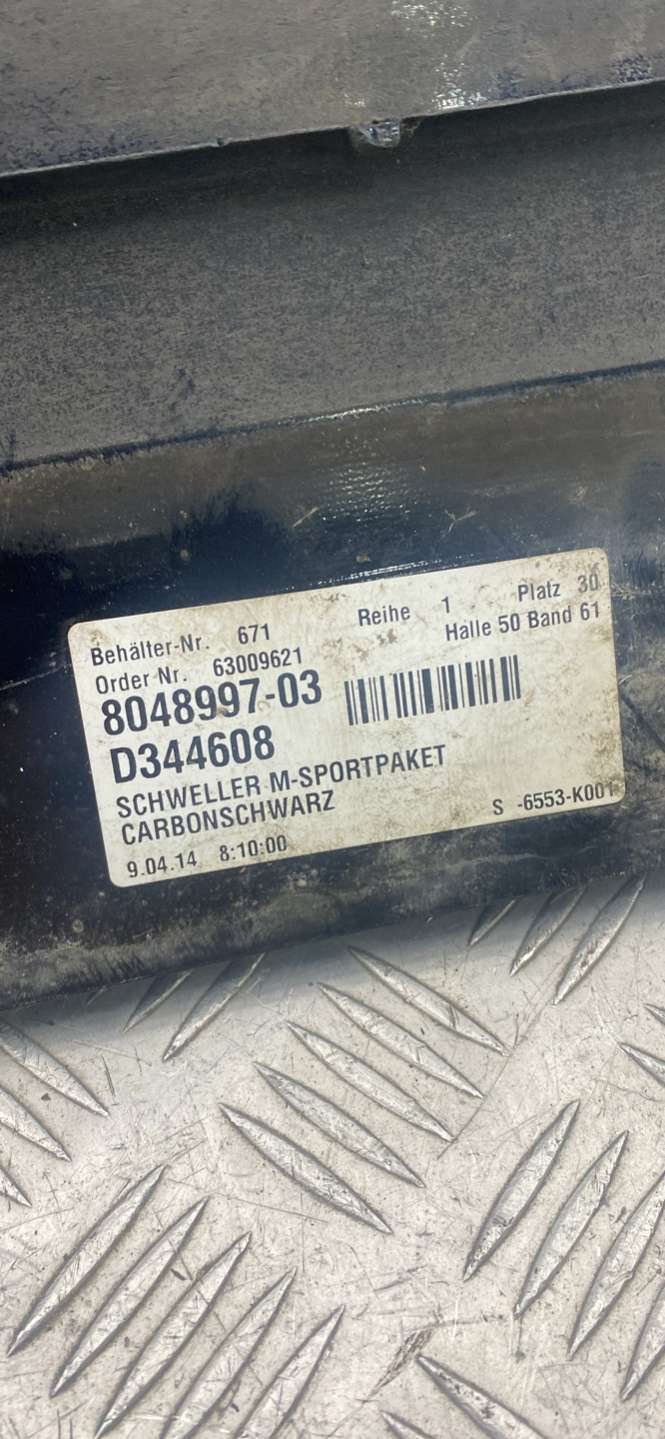 Behälter-Nr. 671 Reihe 1 Platz 30
Order Nr. 63009621 Halle 50 Band 61
8048997-03
D344608
SCHWELLER M-SPORTPAKET
CARBONSCHWARZ
9.04.14 8:10:00 S -6553-K001